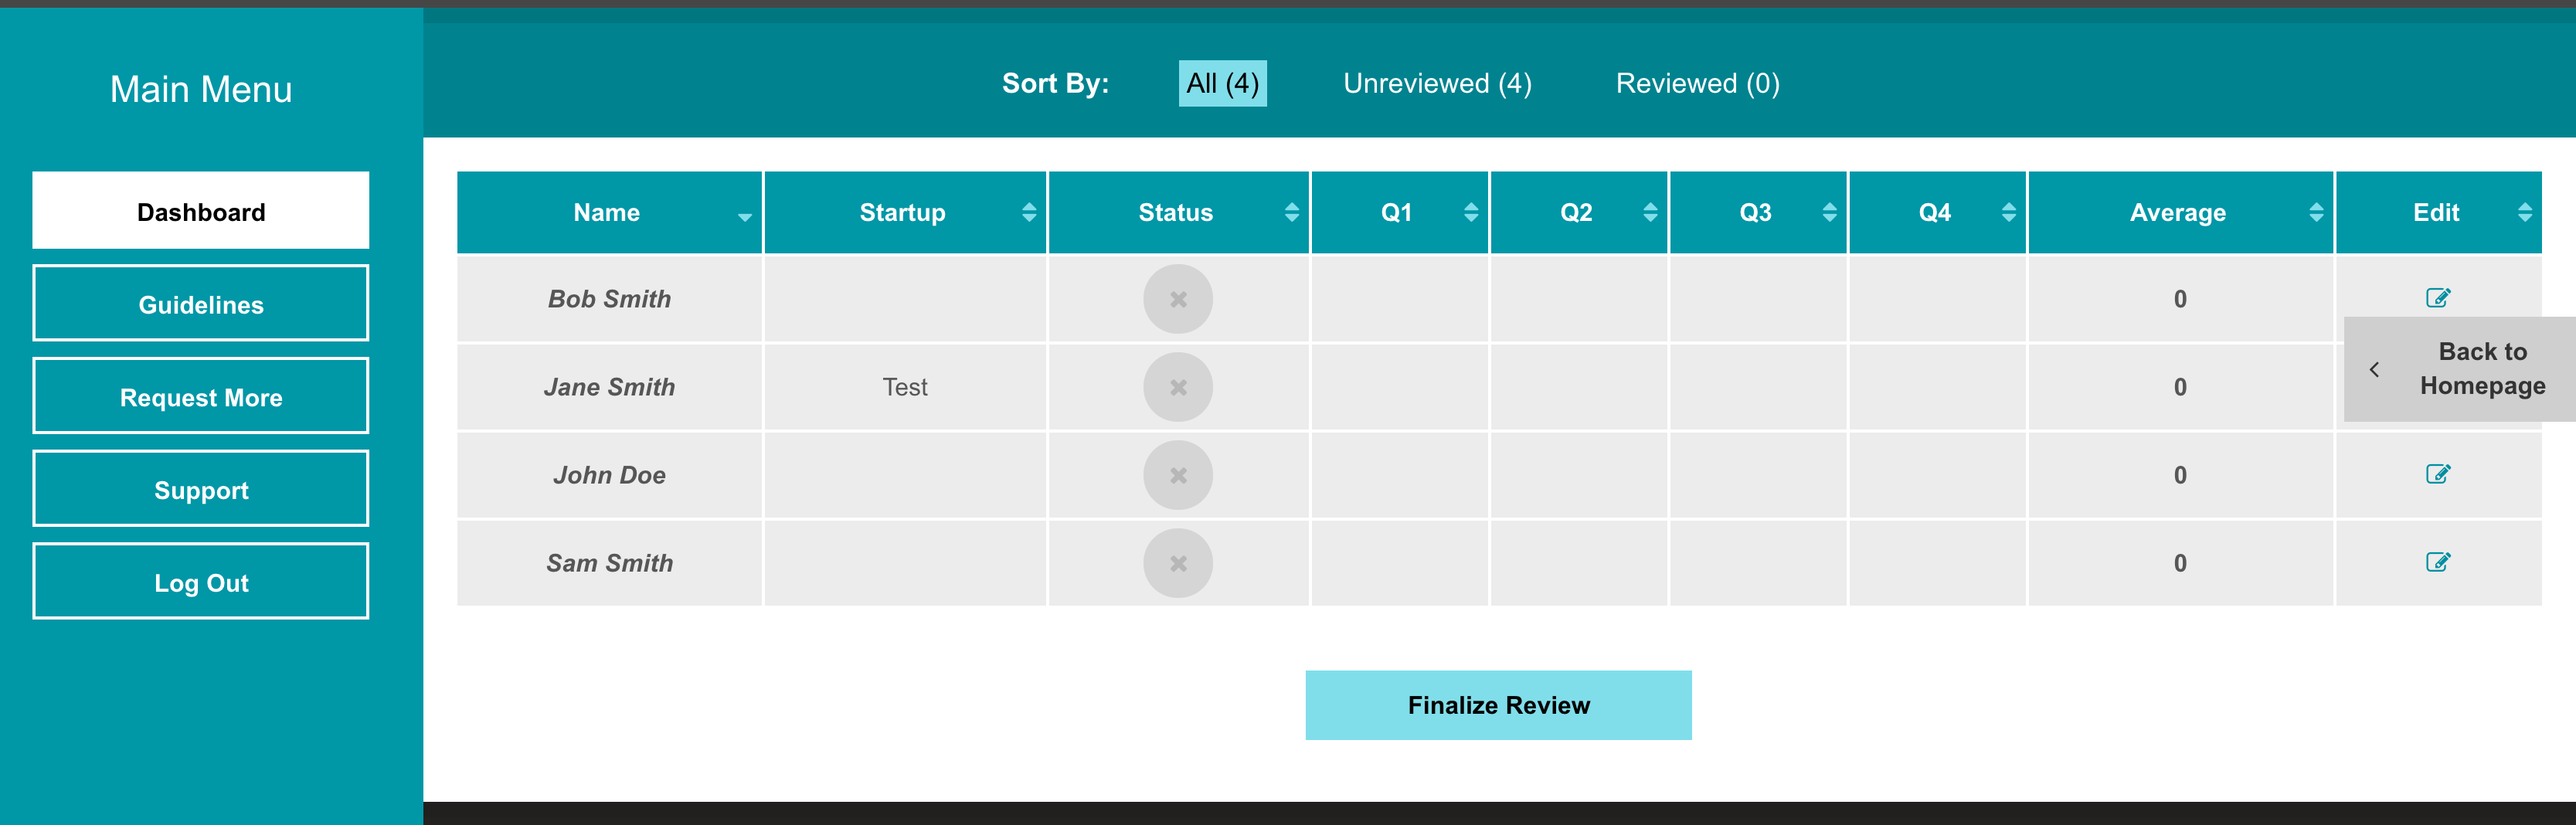 Main Menu
Dashboard
Guidelines
Request More
Support
Log Out
Sort By: All (4) Unreviewed (4) Reviewed (0)
Name Startup Status Q1 Q2 Q3 Q4 Average Edit
Bob Smith 0
Jane Smith Test 0
John Doe 0
Sam Smith 0
Back to
Homepage
Finalize Review